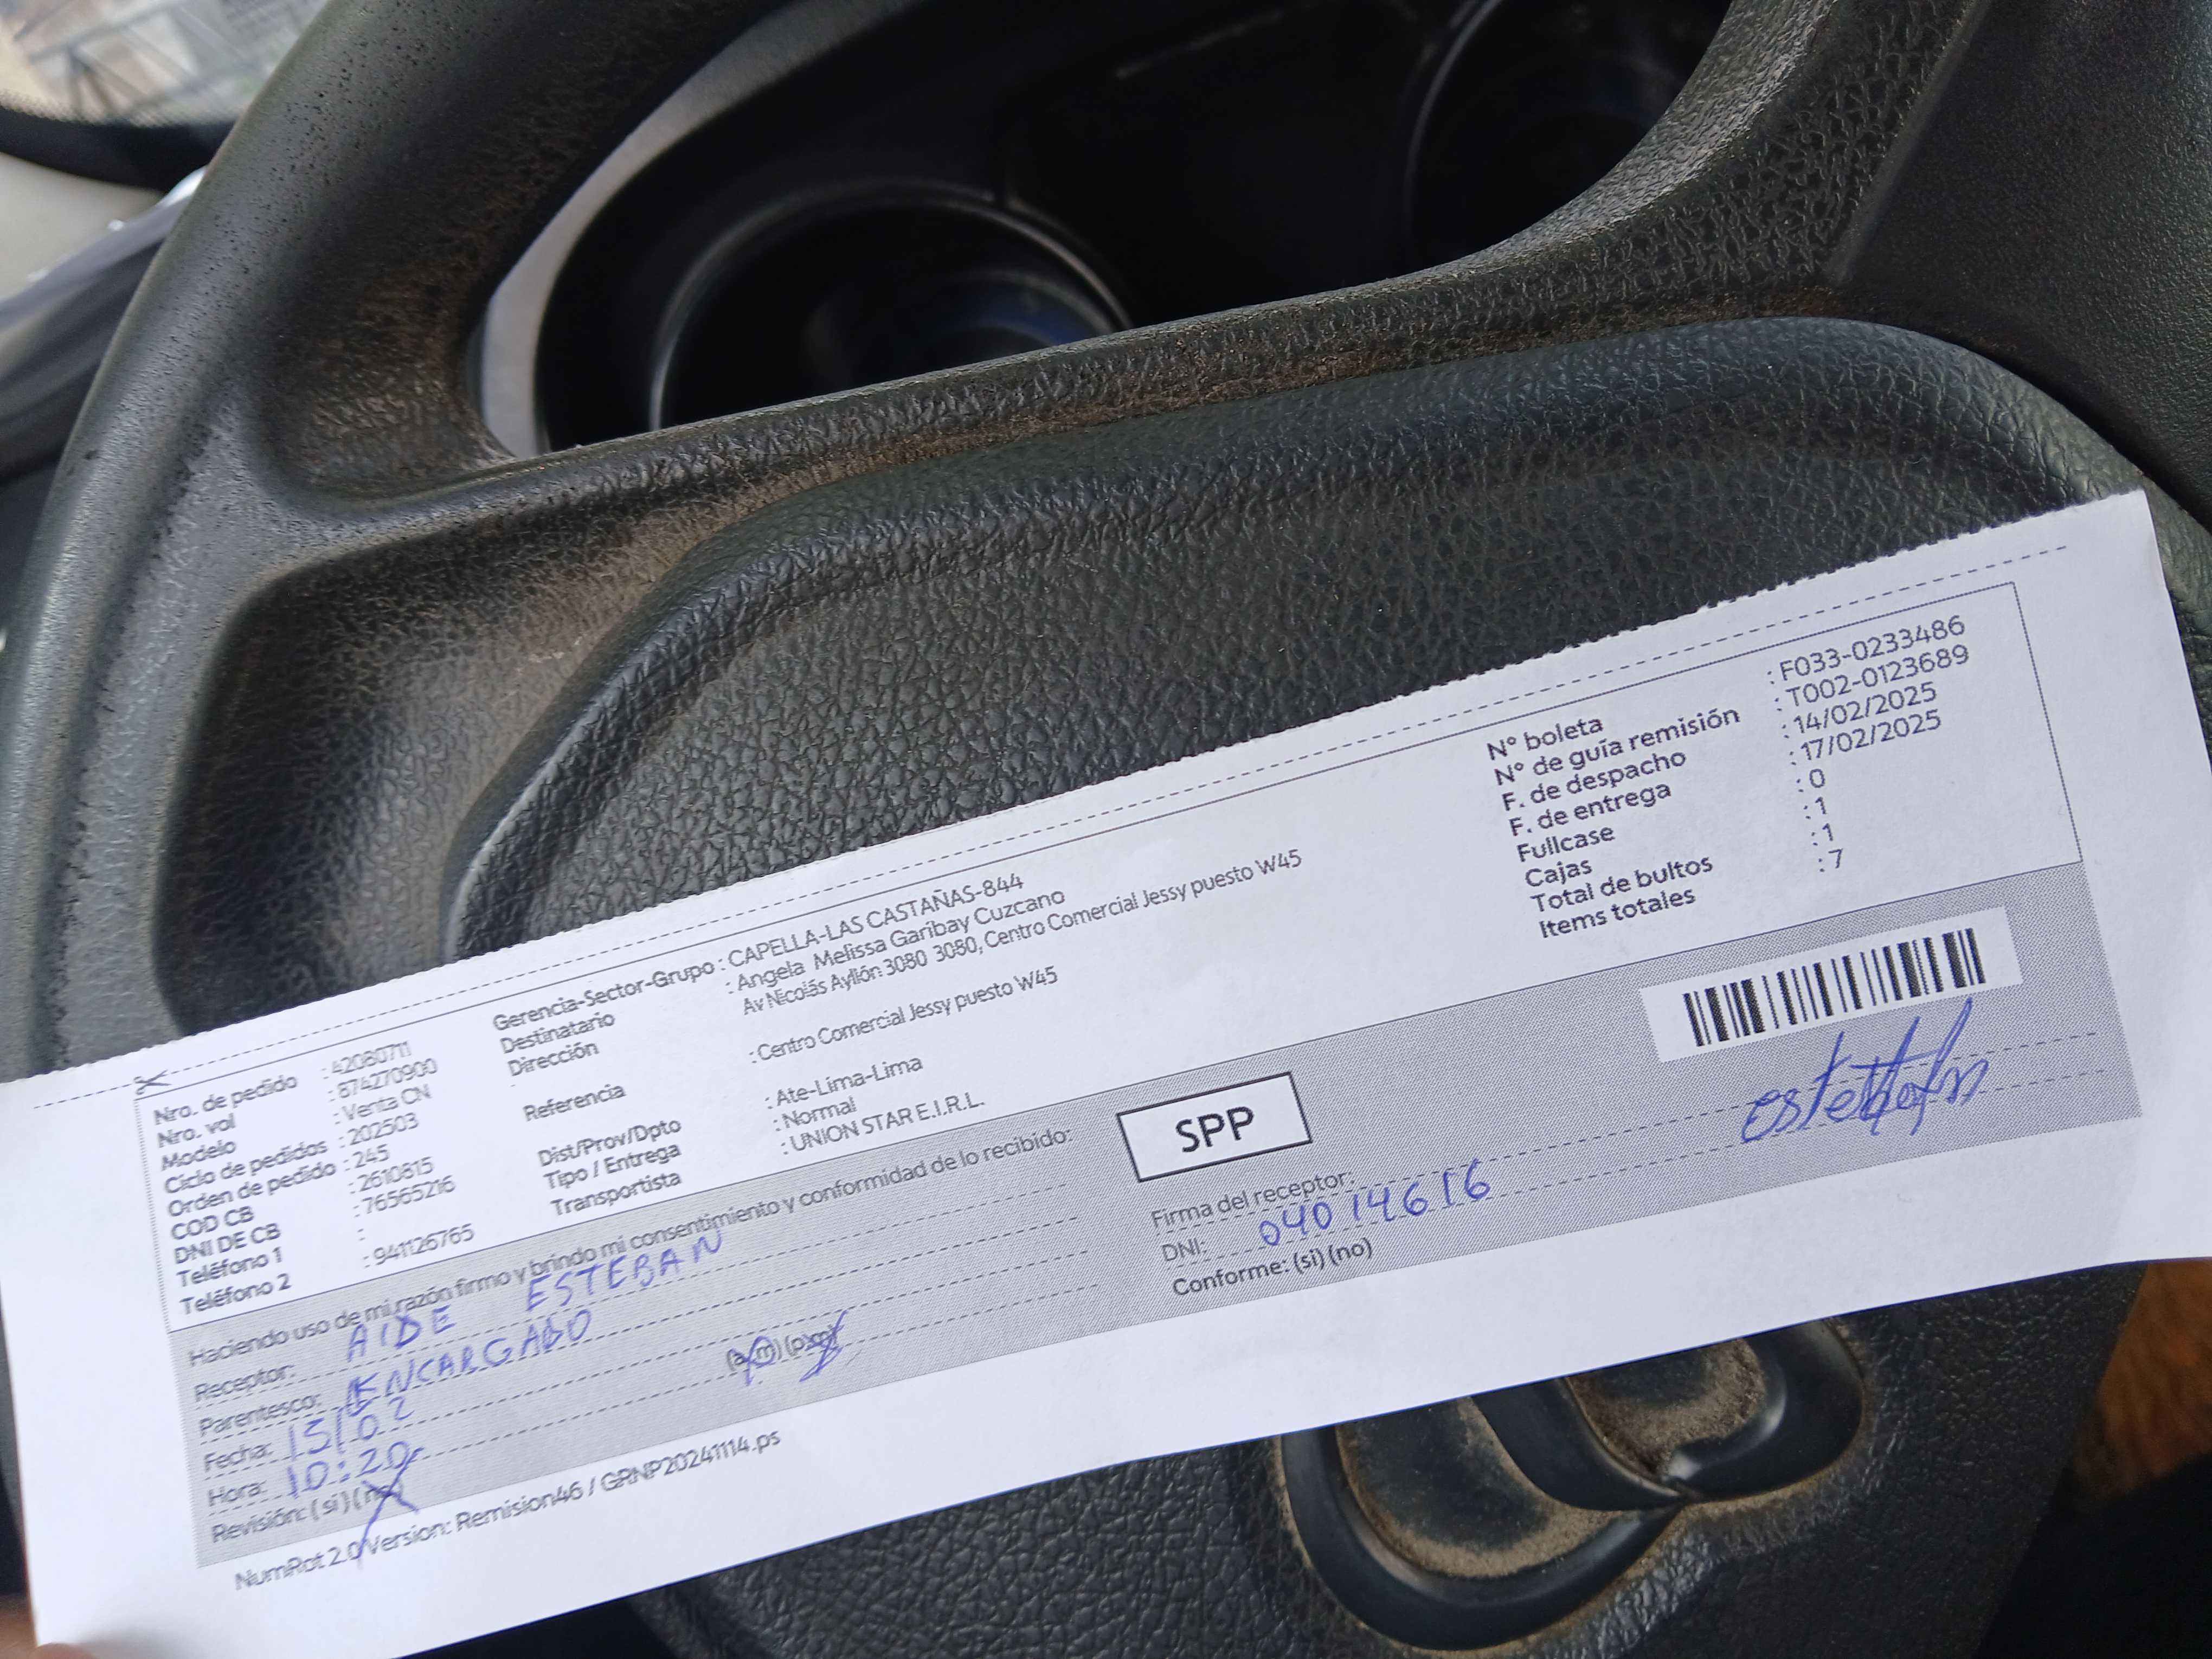 Nro. de pedido : 42080711
Nro. vol : 874270900
Modelo : Venta CN
Ciclo de pedidos : 202503
Orden de pedido : 245
COD CB : 2610815
DNI DE CB : 76565216
Teléfono 1 :
Teléfono 2 : 941126765
Gerencia-Sector-Grupo : CAPELLA-LAS CASTAÑAS-844
Destinatario : Angela Melissa Garibay Cuzcano
Dirección Av Nicolás Ayllón 3080 3080, Centro Comercial Jessy puesto W45
Referencia : Centro Comercial Jessy puesto W45
Dist/Prov/Dpto : Ate-Lima-Lima
Tipo / Entrega : Normal
Transportista : UNION STAR E.I.R.L.
N° boleta : F033-0233486
N° de guía remisión : T002-0123689
F. de despacho : 14/02/2025
F. de entrega : 17/02/2025
Fullcase : 0
Cajas : 1
Total de bultos : 1
Items totales : 7
Haciendo uso de mi razón firmo y brindo mi consentimiento y conformidad de lo recibido:
Receptor: AIDE ESTEBAN
Parentesco: ENCARGADO
Fecha: 15/02
Hora: 10:20 (a.m) (p.m)
Revisión: (si) (no)
SPP
Firma del receptor:
DNI: 04014616
Conforme: (si) (no)
NumRot 2.0 Version: Remision46 / GRNP20241114.ps